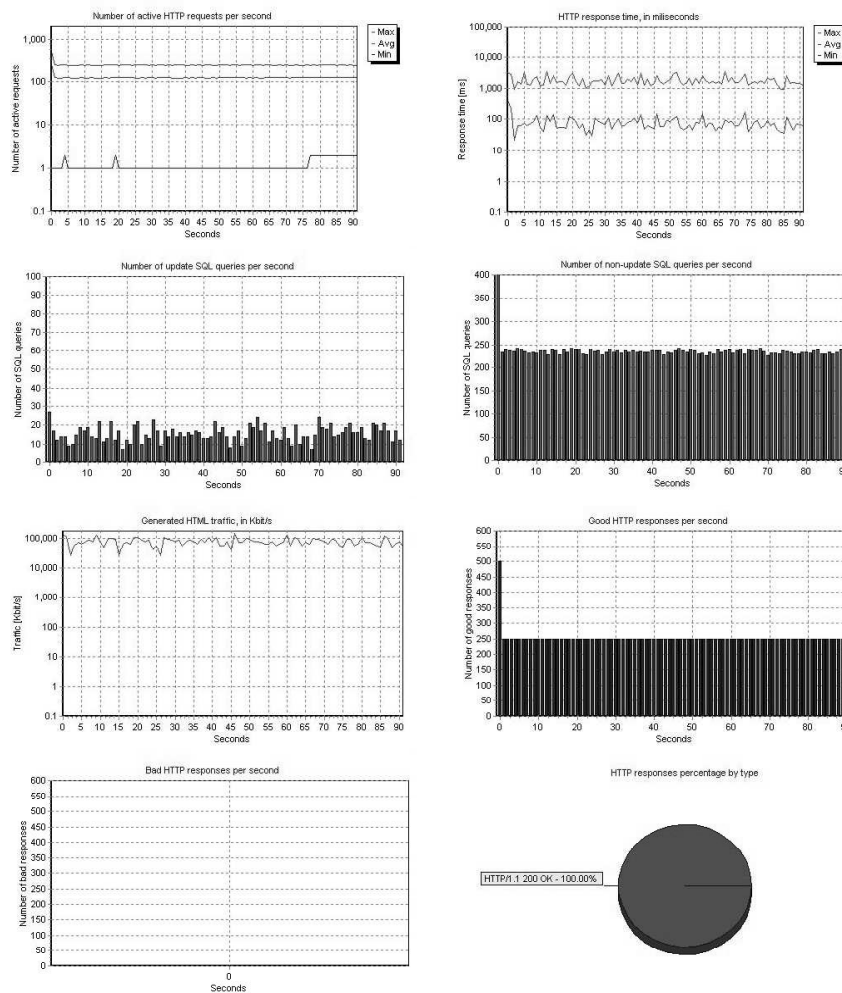 Number of active HTTP requests per second
Max
Avg
Min
Number of active requests
100,000
10,000
1,000
100
10
1
0.1
0 5 10 15 20 25 30 35 40 45 50 55 60 65 70 75 80 85 90
Seconds
HTTP response time, in miliseconds
Max
Avg
Min
Response time [ms]
100,000
10,000
1,000
100
10
1
0.1
0 5 10 15 20 25 30 35 40 45 50 55 60 65 70 75 80 85 90
Seconds
Number of update SQL queries per second
Number of SQL queries
100
90
80
70
60
50
40
30
20
10
0
0 10 20 30 40 50 60 70 80 90
Seconds
Number of non-update SQL queries per second
Number of SQL queries
400
350
300
250
200
150
100
50
0
0 10 20 30 40 50 60 70 80 90
Seconds
Generated HTML traffic, in Kbit/s
Traffic [Kbit/s]
100,000
10,000
1,000
100
10
1
0.1
0 5 10 15 20 25 30 35 40 45 50 55 60 65 70 75 80 85 90
Seconds
Good HTTP responses per second
Number of good responses
600
550
500
450
400
350
300
250
200
150
100
50
0
0 10 20 30 40 50 60 70 80
Seconds
Bad HTTP responses per second
Number of bad responses
600
550
500
450
400
350
300
250
200
150
100
50
0
0
Seconds
HTTP responses percentage by type
HTTP/1.1 200 OK - 100.00%